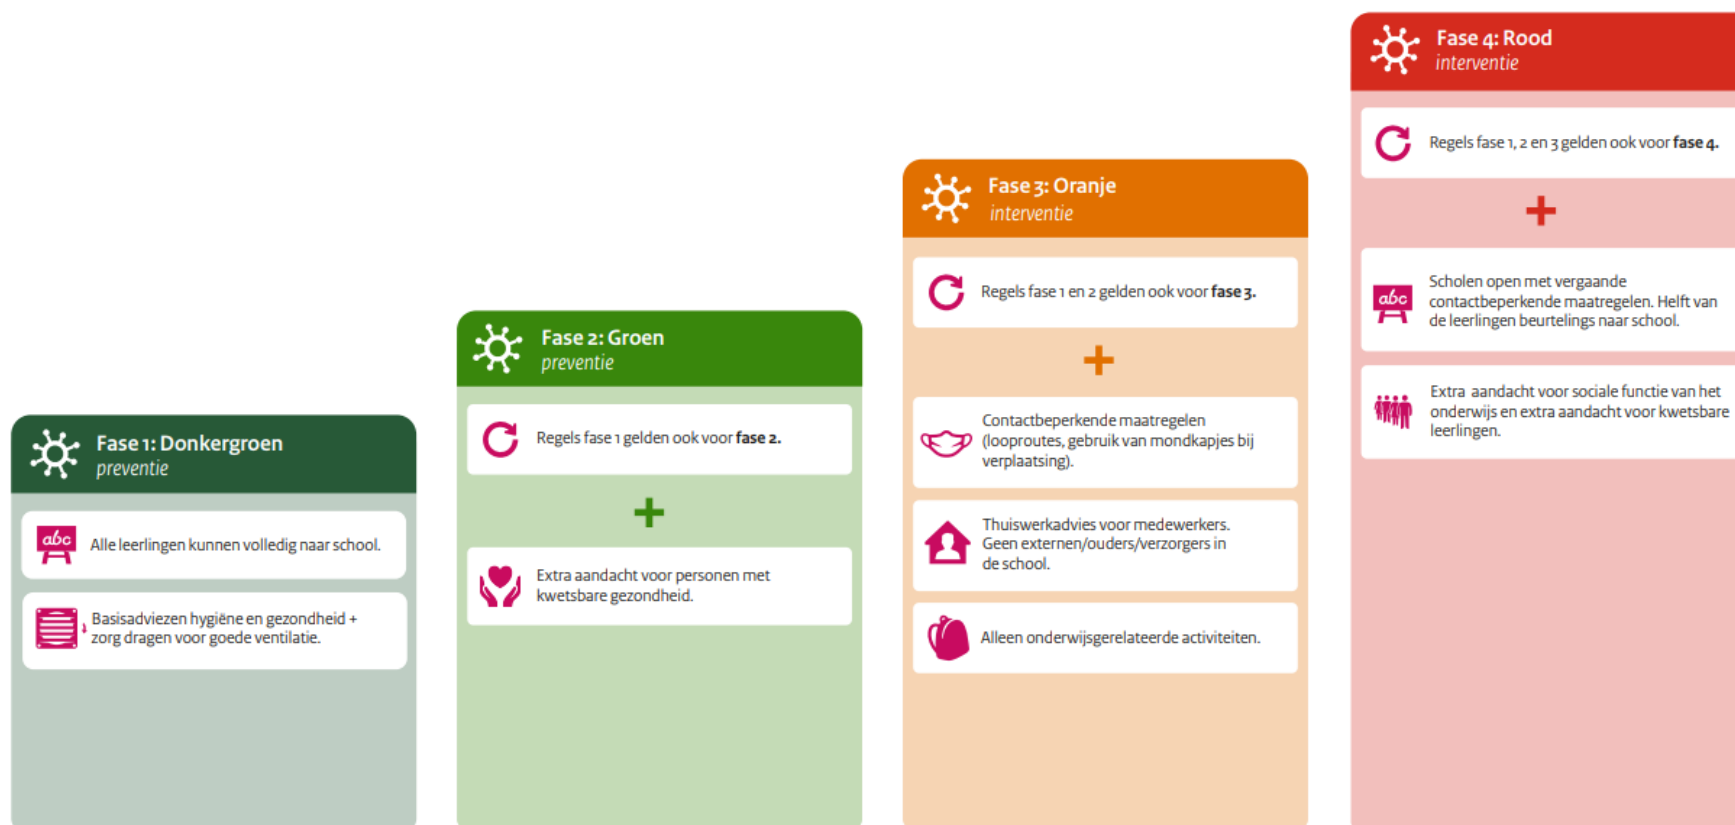 Fase 1: Donkergroen
preventie
abc
Alle leerlingen kunnen volledig naar school.
Basisadviezen hygiëne en gezondheid +
zorg dragen voor goede ventilatie.
Fase 2: Groen
preventie
Regels fase 1 gelden ook voor fase 2.
+
Extra aandacht voor personen met
kwetsbare gezondheid.
Fase 3: Oranje
interventie
Regels fase 1 en 2 gelden ook voor fase 3.
+
Contactbeperkende maatregelen
(looproutes, gebruik van mondkapjes bij
verplaatsing).
Thuiswerkadvies voor medewerkers.
Geen externen/ouders/verzorgers in
de school.
Alleen onderwijsgerelateerde activiteiten.
Fase 4: Rood
interventie
Regels fase 1, 2 en 3 gelden ook voor fase 4.
+
abc
Scholen open met vergaande
contactbeperkende maatregelen. Helft van
de leerlingen beurtelings naar school.
Extra aandacht voor sociale functie van het
onderwijs en extra aandacht voor kwetsbare
leerlingen.